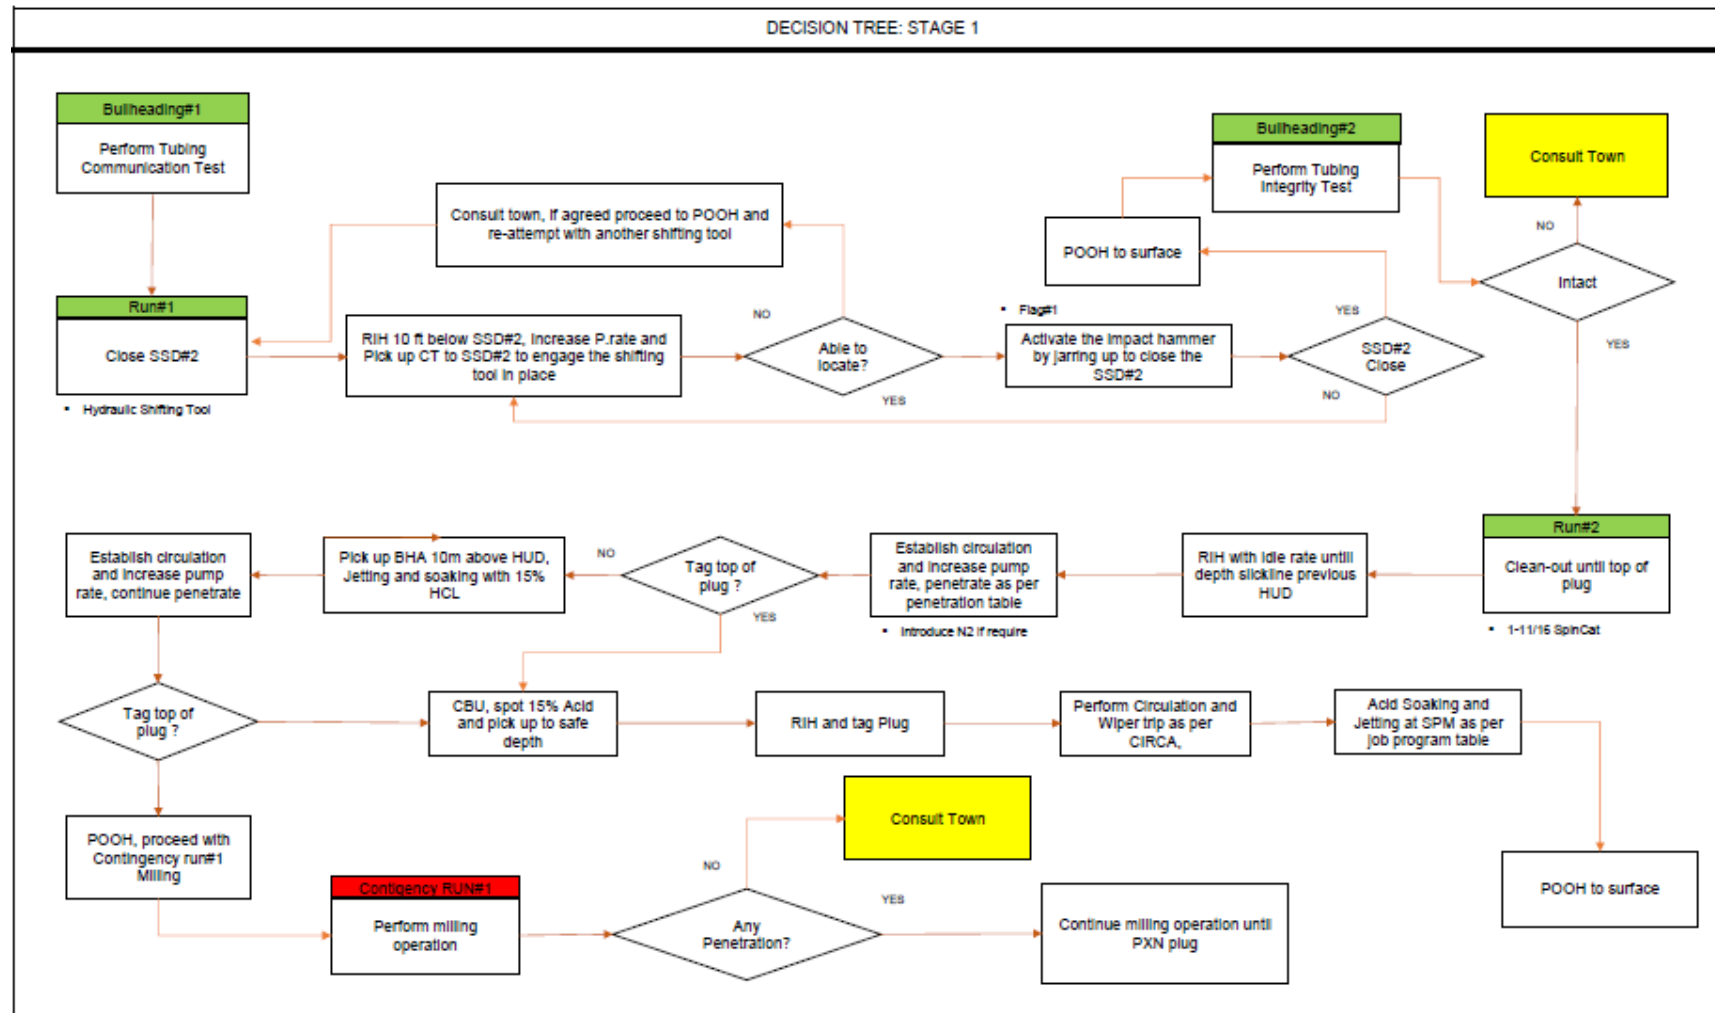 DECISION TREE: STAGE 1
Bullheading#1
Perform Tubing
Communication Test
Bullheading#2
Perform Tubing
Integrity Test
Consult Town
Consult town, If agreed proceed to POOH and
re-attempt with another shifting tool
POOH to surface
NO
Intact
YES
Run#1
Close SSD#2
Hydraulic Shifting Tool
RIH 10 ft below SSD#2, Increase P.rate and
Pick up CT to SSD#2 to engage the shifting
tool in place
NO
Able to
locate?
YES
Flag#1
Activate the impact hammer
by jarring up to close the
SSD#2
YES
SSD#2
Close
NO
Establish circulation
and increase pump
rate, continue penetrate
Pick up BHA 10m above HUD,
Jetting and soaking with 15%
HCL
NO
Tag top of
plug ?
YES
Establish circulation
and increase pump
rate, penetrate as per
penetration table
Introduce N2 if require
RIH with idle rate untill
depth slickline previous
HUD
Run#2
Clean-out until top of
plug
1-11/16 SpinCat
Tag top of
plug ?
CBU, spot 15% Acid
and pick up to safe
depth
RIH and tag Plug
Perform Circulation and
Wiper trip as per
CIRCA,
Acid Soaking and
Jetting at SPM as per
job program table
POOH, proceed with
Contingency run#1
Milling
Contigency RUN#1
Perform milling
operation
NO
Consult Town
Any
Penetration?
YES
Continue milling operation until
PXN plug
POOH to surface